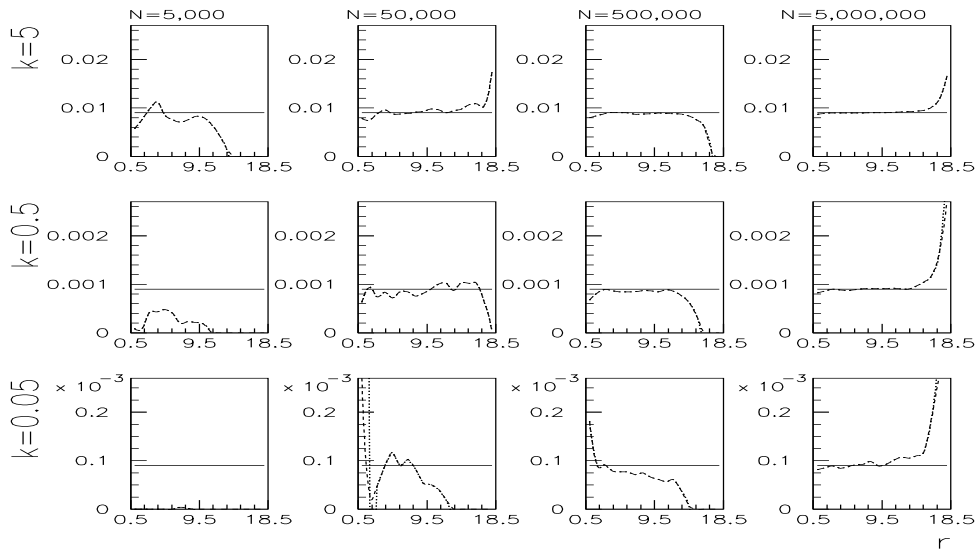 N=5,000 N=50,000 N=500,000 N=5,000,000
k=5
0.02 0.02 0.02 0.02
0.01 0.01 0.01 0.01
0 0 0 0
0.5 9.5 18.5 0.5 9.5 18.5 0.5 9.5 18.5 0.5 9.5 18.5
k=0.5
0.002 0.002 0.002 0.002
0.001 0.001 0.001 0.001
0 0 0 0
0.5 9.5 18.5 0.5 9.5 18.5 0.5 9.5 18.5 0.5 9.5 18.5
k=0.05
x 10⁻³ x 10⁻³ x 10⁻³ x 10⁻³
0.2 0.2 0.2 0.2
0.1 0.1 0.1 0.1
0 0 0 0
0.5 9.5 18.5 0.5 9.5 18.5 0.5 9.5 18.5 0.5 9.5 18.5
r